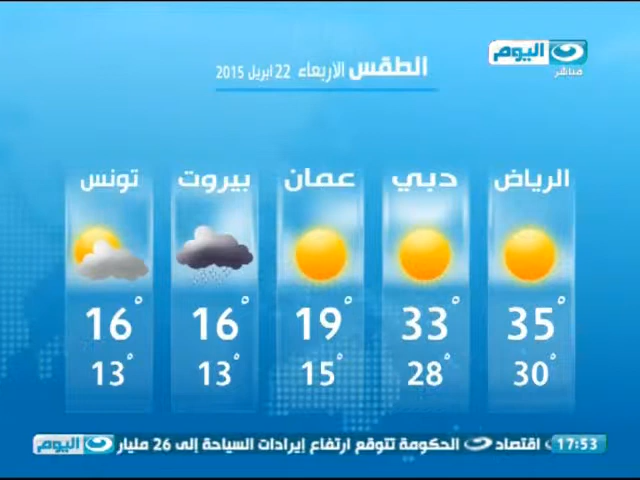 اليوم
مباشر
الطقس الاربعاء 22 ابريل 2015
الرياض دبي عمان بيروت تونس
35° 33° 19° 16° 16°
30° 28° 15° 13° 13°
17:53 اقتصاد الحكومة تتوقع ارتفاع إيرادات السياحة إلى 26 مليار اليوم